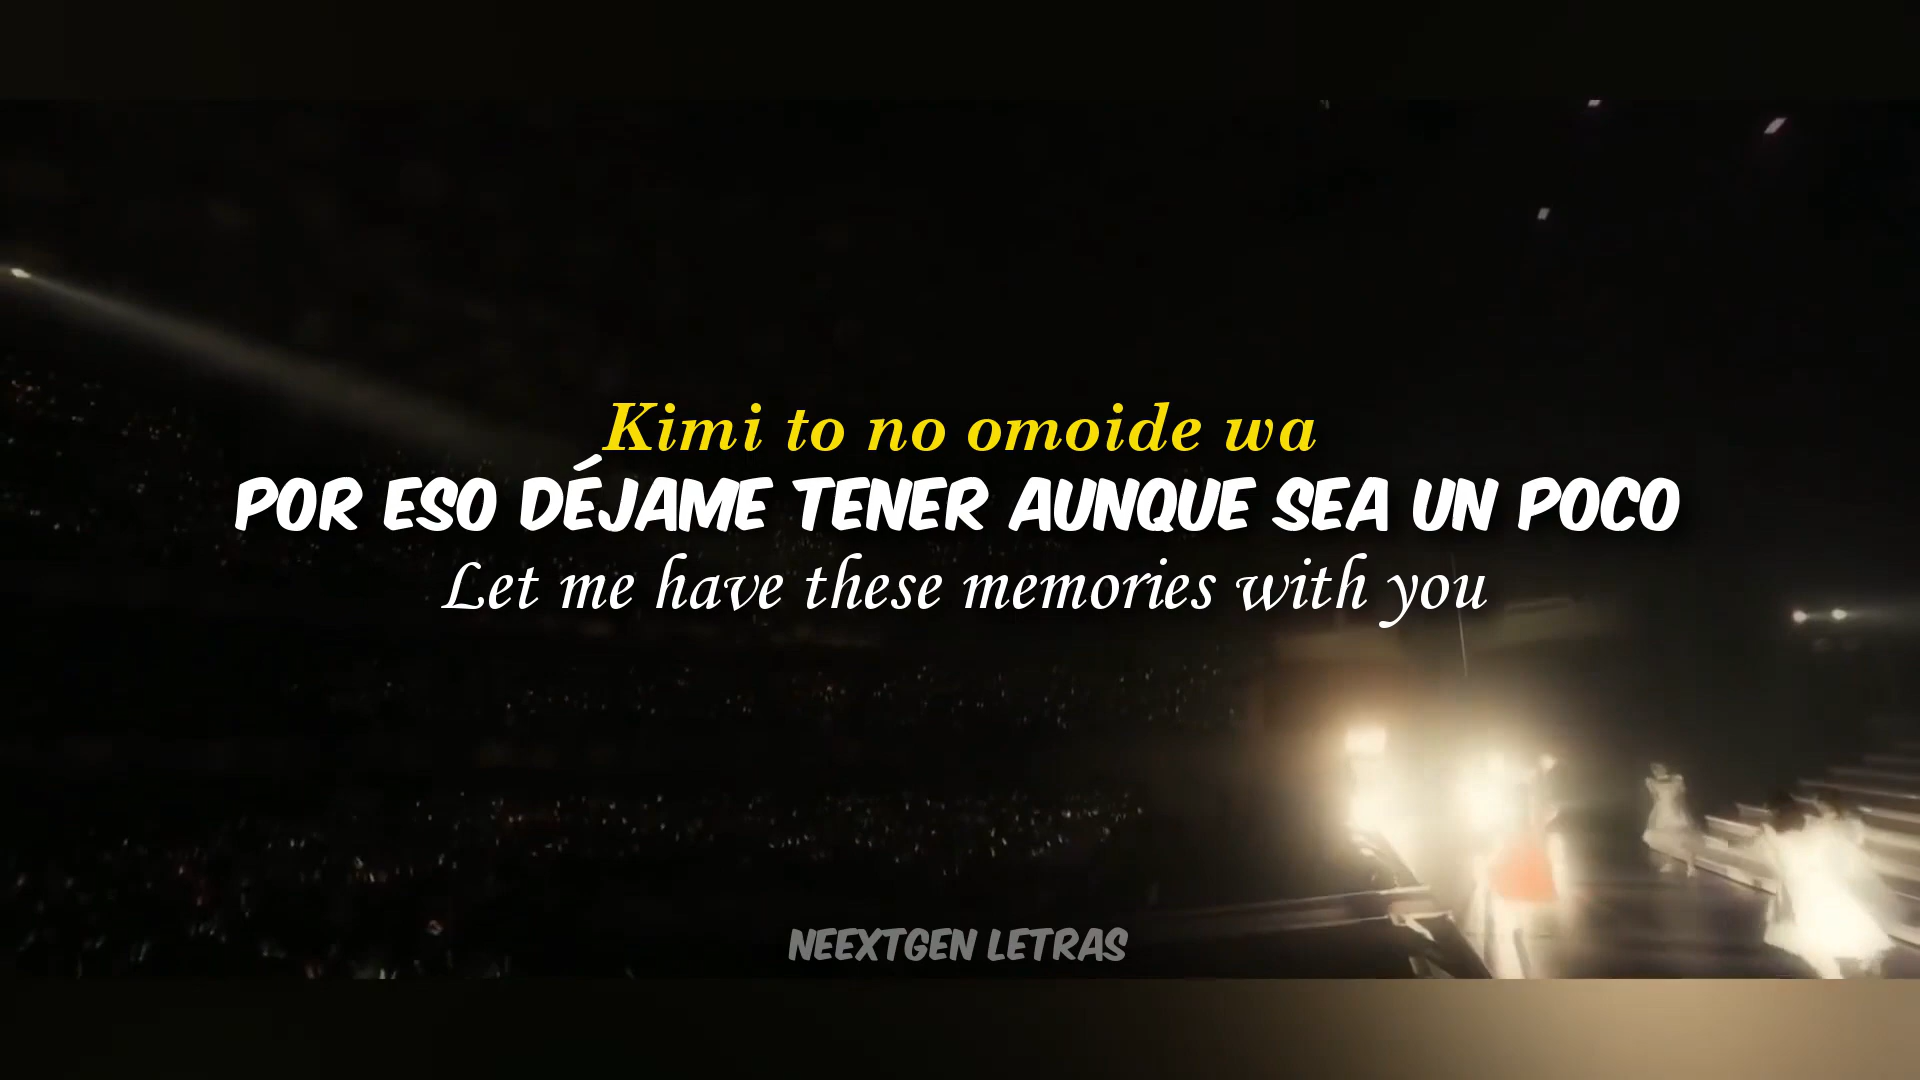 Kimi to no omoide wa
POR ESO DÉJAME TENER AUNQUE SEA UN POCO
Let me have these memories with you
NEEXTGEN LETRAS